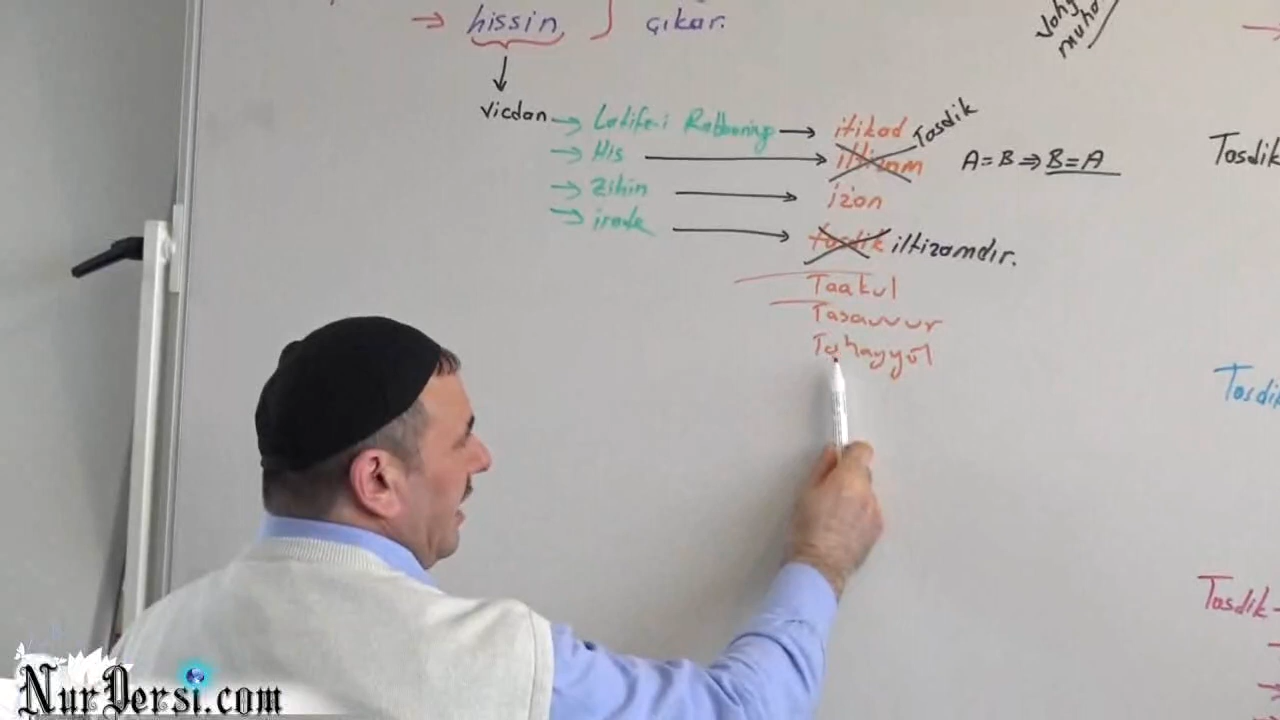 → hissin } çıkar.
vicdan → Latife-i Rabbaniye → itikad
Tasdik
→ His → iltizam A=B ⇒ B=A
→ Zihin → izan
→ irade → tasdik iltizamdır.
Taakul
Tasavvur
Tahayyül
Tasdik
Tasdik
Tasdik
NurDersi.com